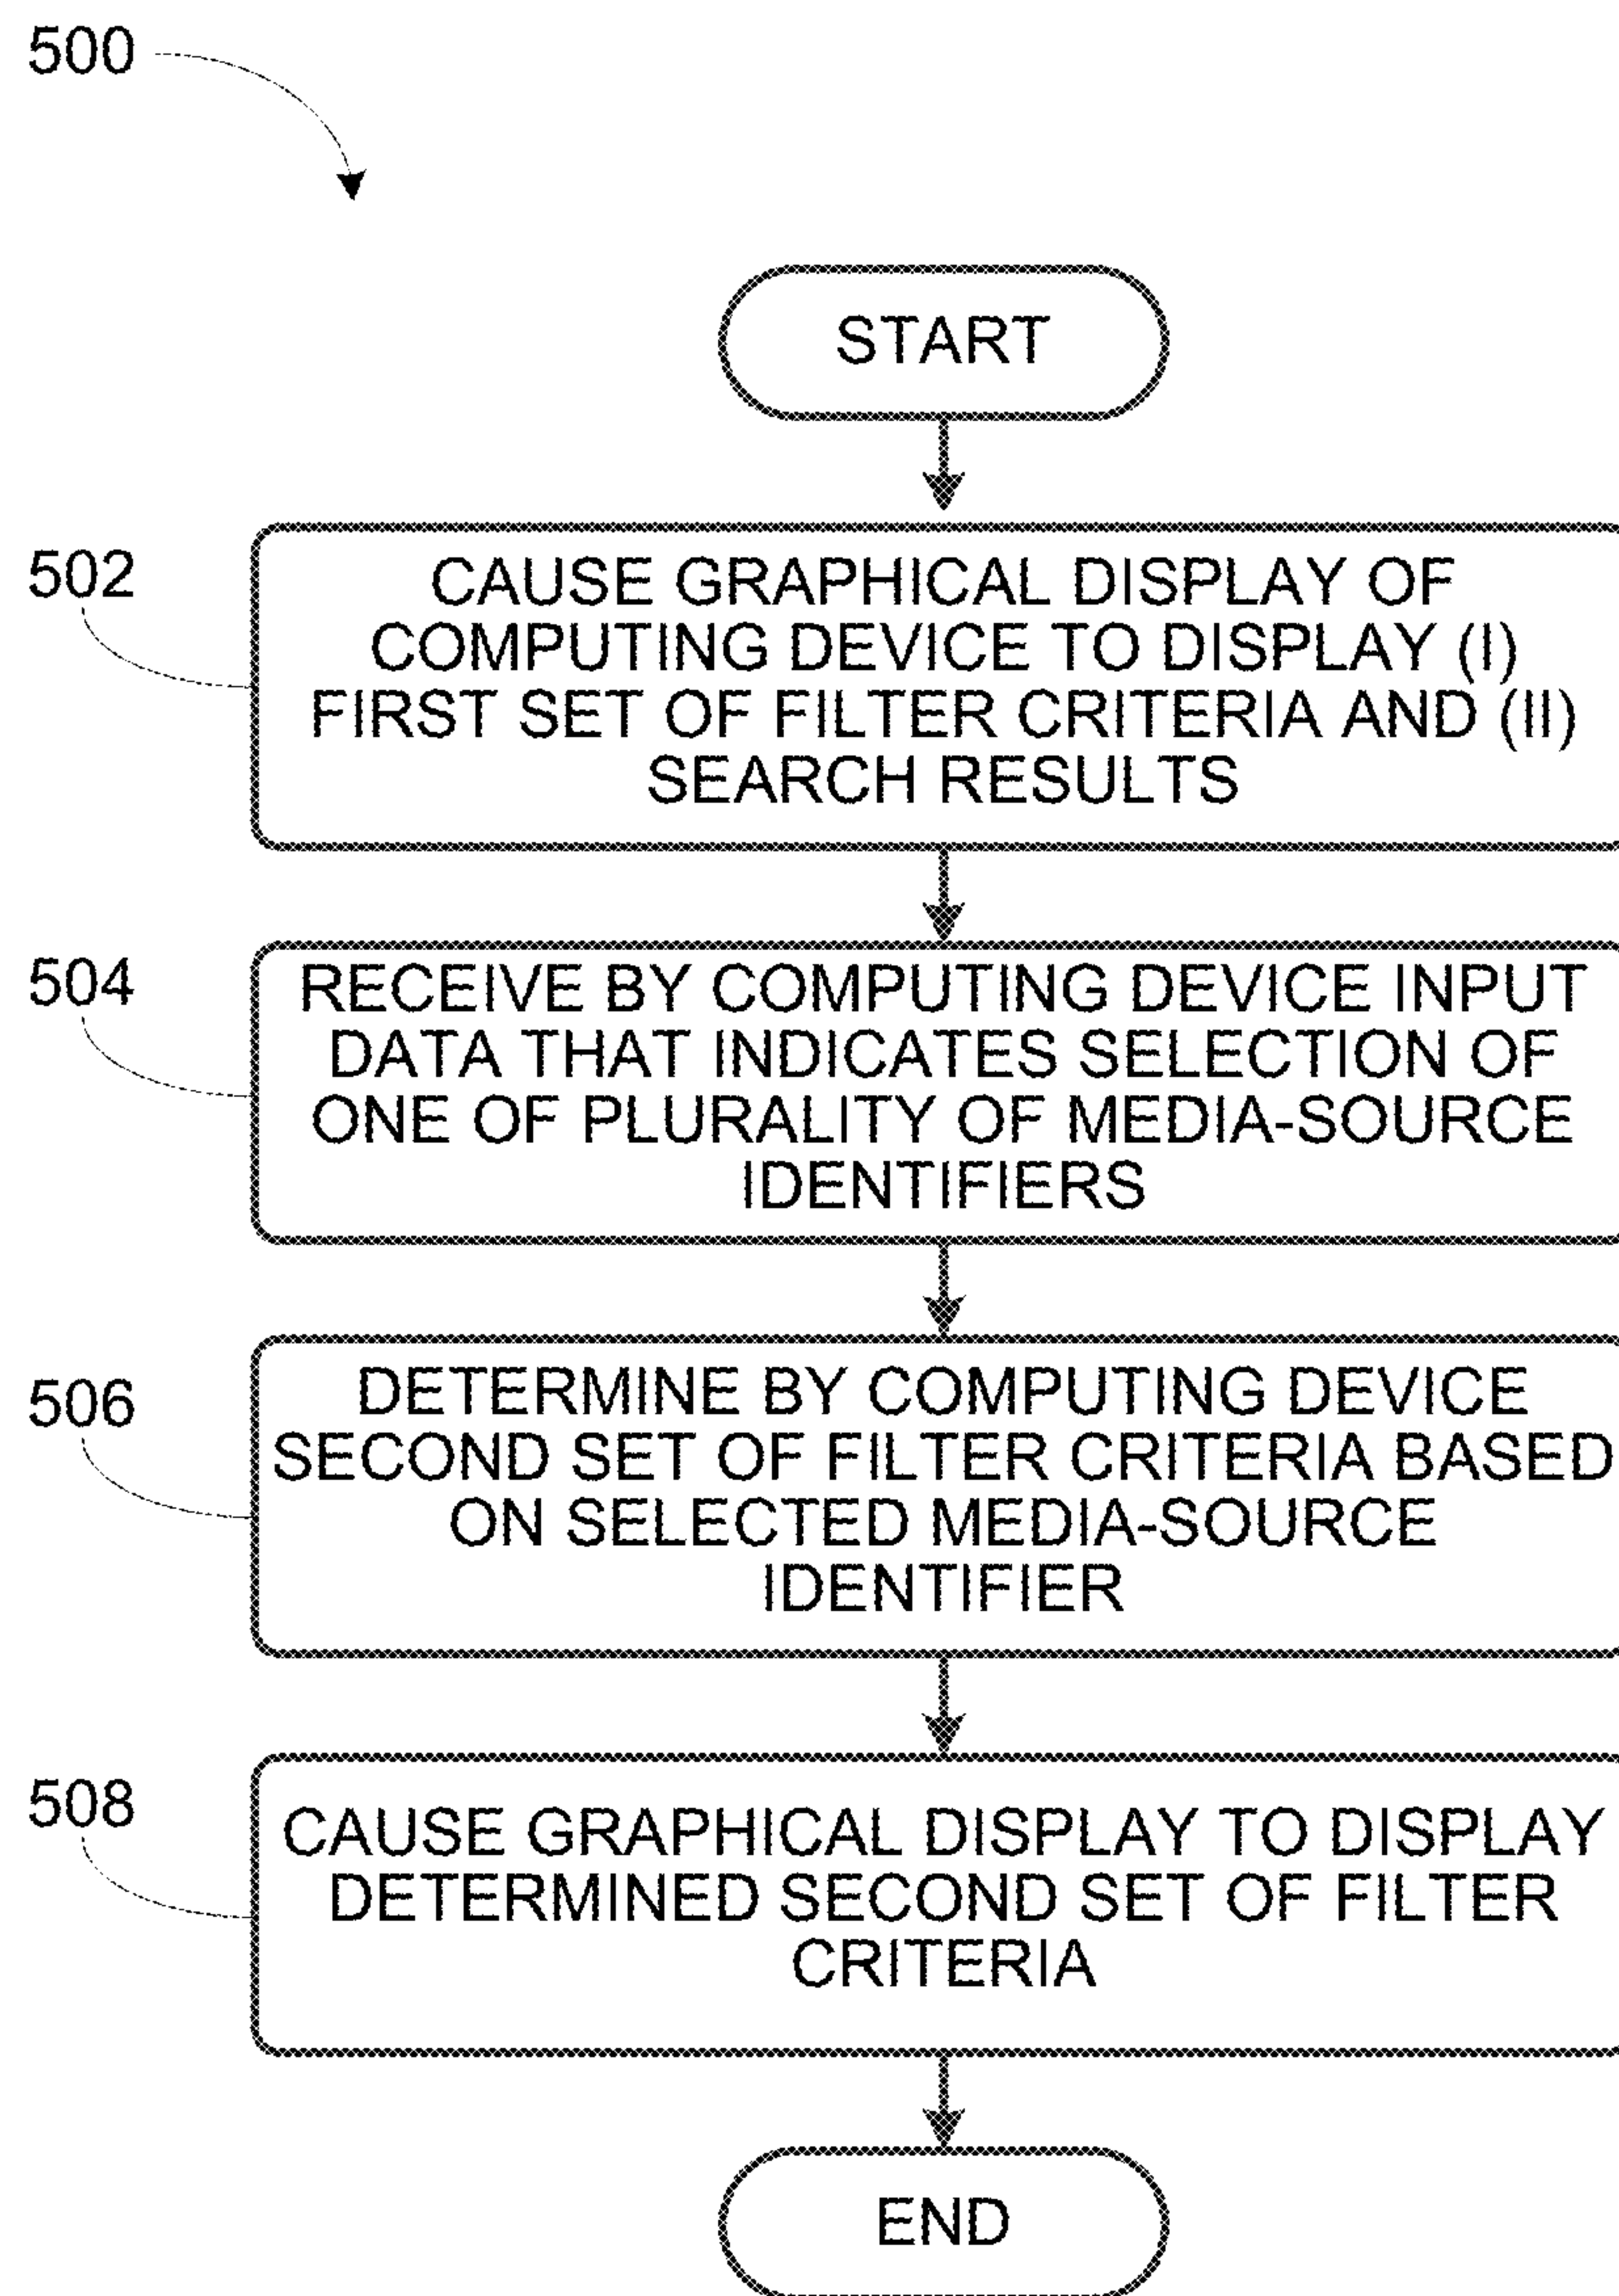 500
START
502
CAUSE GRAPHICAL DISPLAY OF
COMPUTING DEVICE TO DISPLAY (I)
FIRST SET OF FILTER CRITERIA AND (II)
SEARCH RESULTS
504
RECEIVE BY COMPUTING DEVICE INPUT
DATA THAT INDICATES SELECTION OF
ONE OF PLURALITY OF MEDIA-SOURCE
IDENTIFIERS
506
DETERMINE BY COMPUTING DEVICE
SECOND SET OF FILTER CRITERIA BASED
ON SELECTED MEDIA-SOURCE
IDENTIFIER
508
CAUSE GRAPHICAL DISPLAY TO DISPLAY
DETERMINED SECOND SET OF FILTER
CRITERIA
END